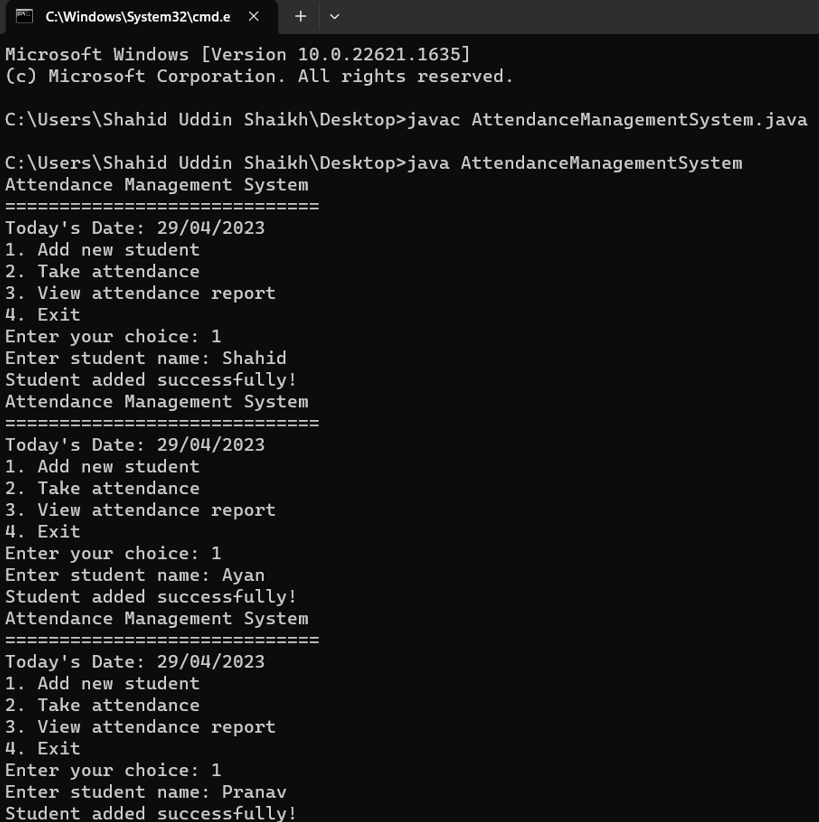 C:\Windows\System32\cmd.e
Microsoft Windows [Version 10.0.22621.1635]
(c) Microsoft Corporation. All rights reserved.
C:\Users\Shahid Uddin Shaikh\Desktop>javac AttendanceManagementSystem.java
C:\Users\Shahid Uddin Shaikh\Desktop>java AttendanceManagementSystem
Attendance Management System
=============================
Today's Date: 29/04/2023
1. Add new student
2. Take attendance
3. View attendance report
4. Exit
Enter your choice: 1
Enter student name: Shahid
Student added successfully!
Attendance Management System
=============================
Today's Date: 29/04/2023
1. Add new student
2. Take attendance
3. View attendance report
4. Exit
Enter your choice: 1
Enter student name: Ayan
Student added successfully!
Attendance Management System
=============================
Today's Date: 29/04/2023
1. Add new student
2. Take attendance
3. View attendance report
4. Exit
Enter your choice: 1
Enter student name: Pranav
Student added successfully!